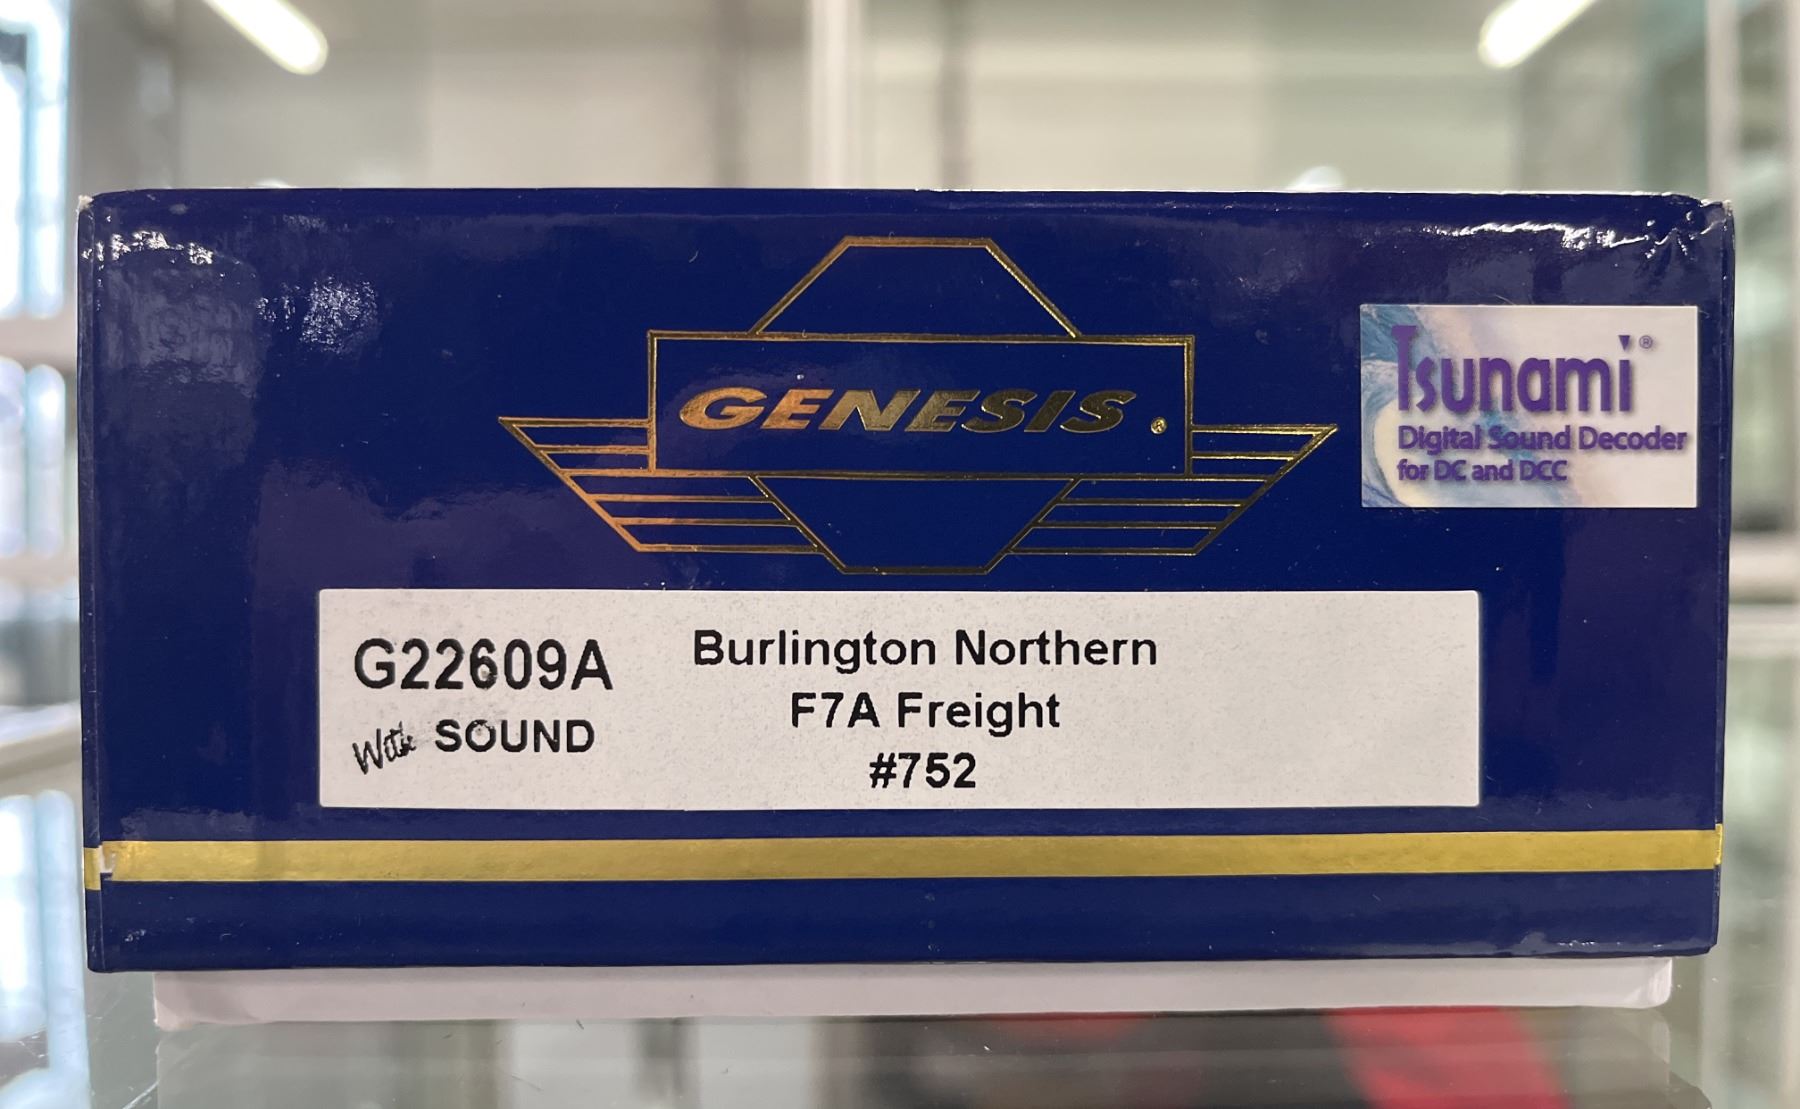 GENESIS®
Tsunami®
Digital Sound Decoder
for DC and DCC
G22609A
With SOUND
Burlington Northern
F7A Freight
#752